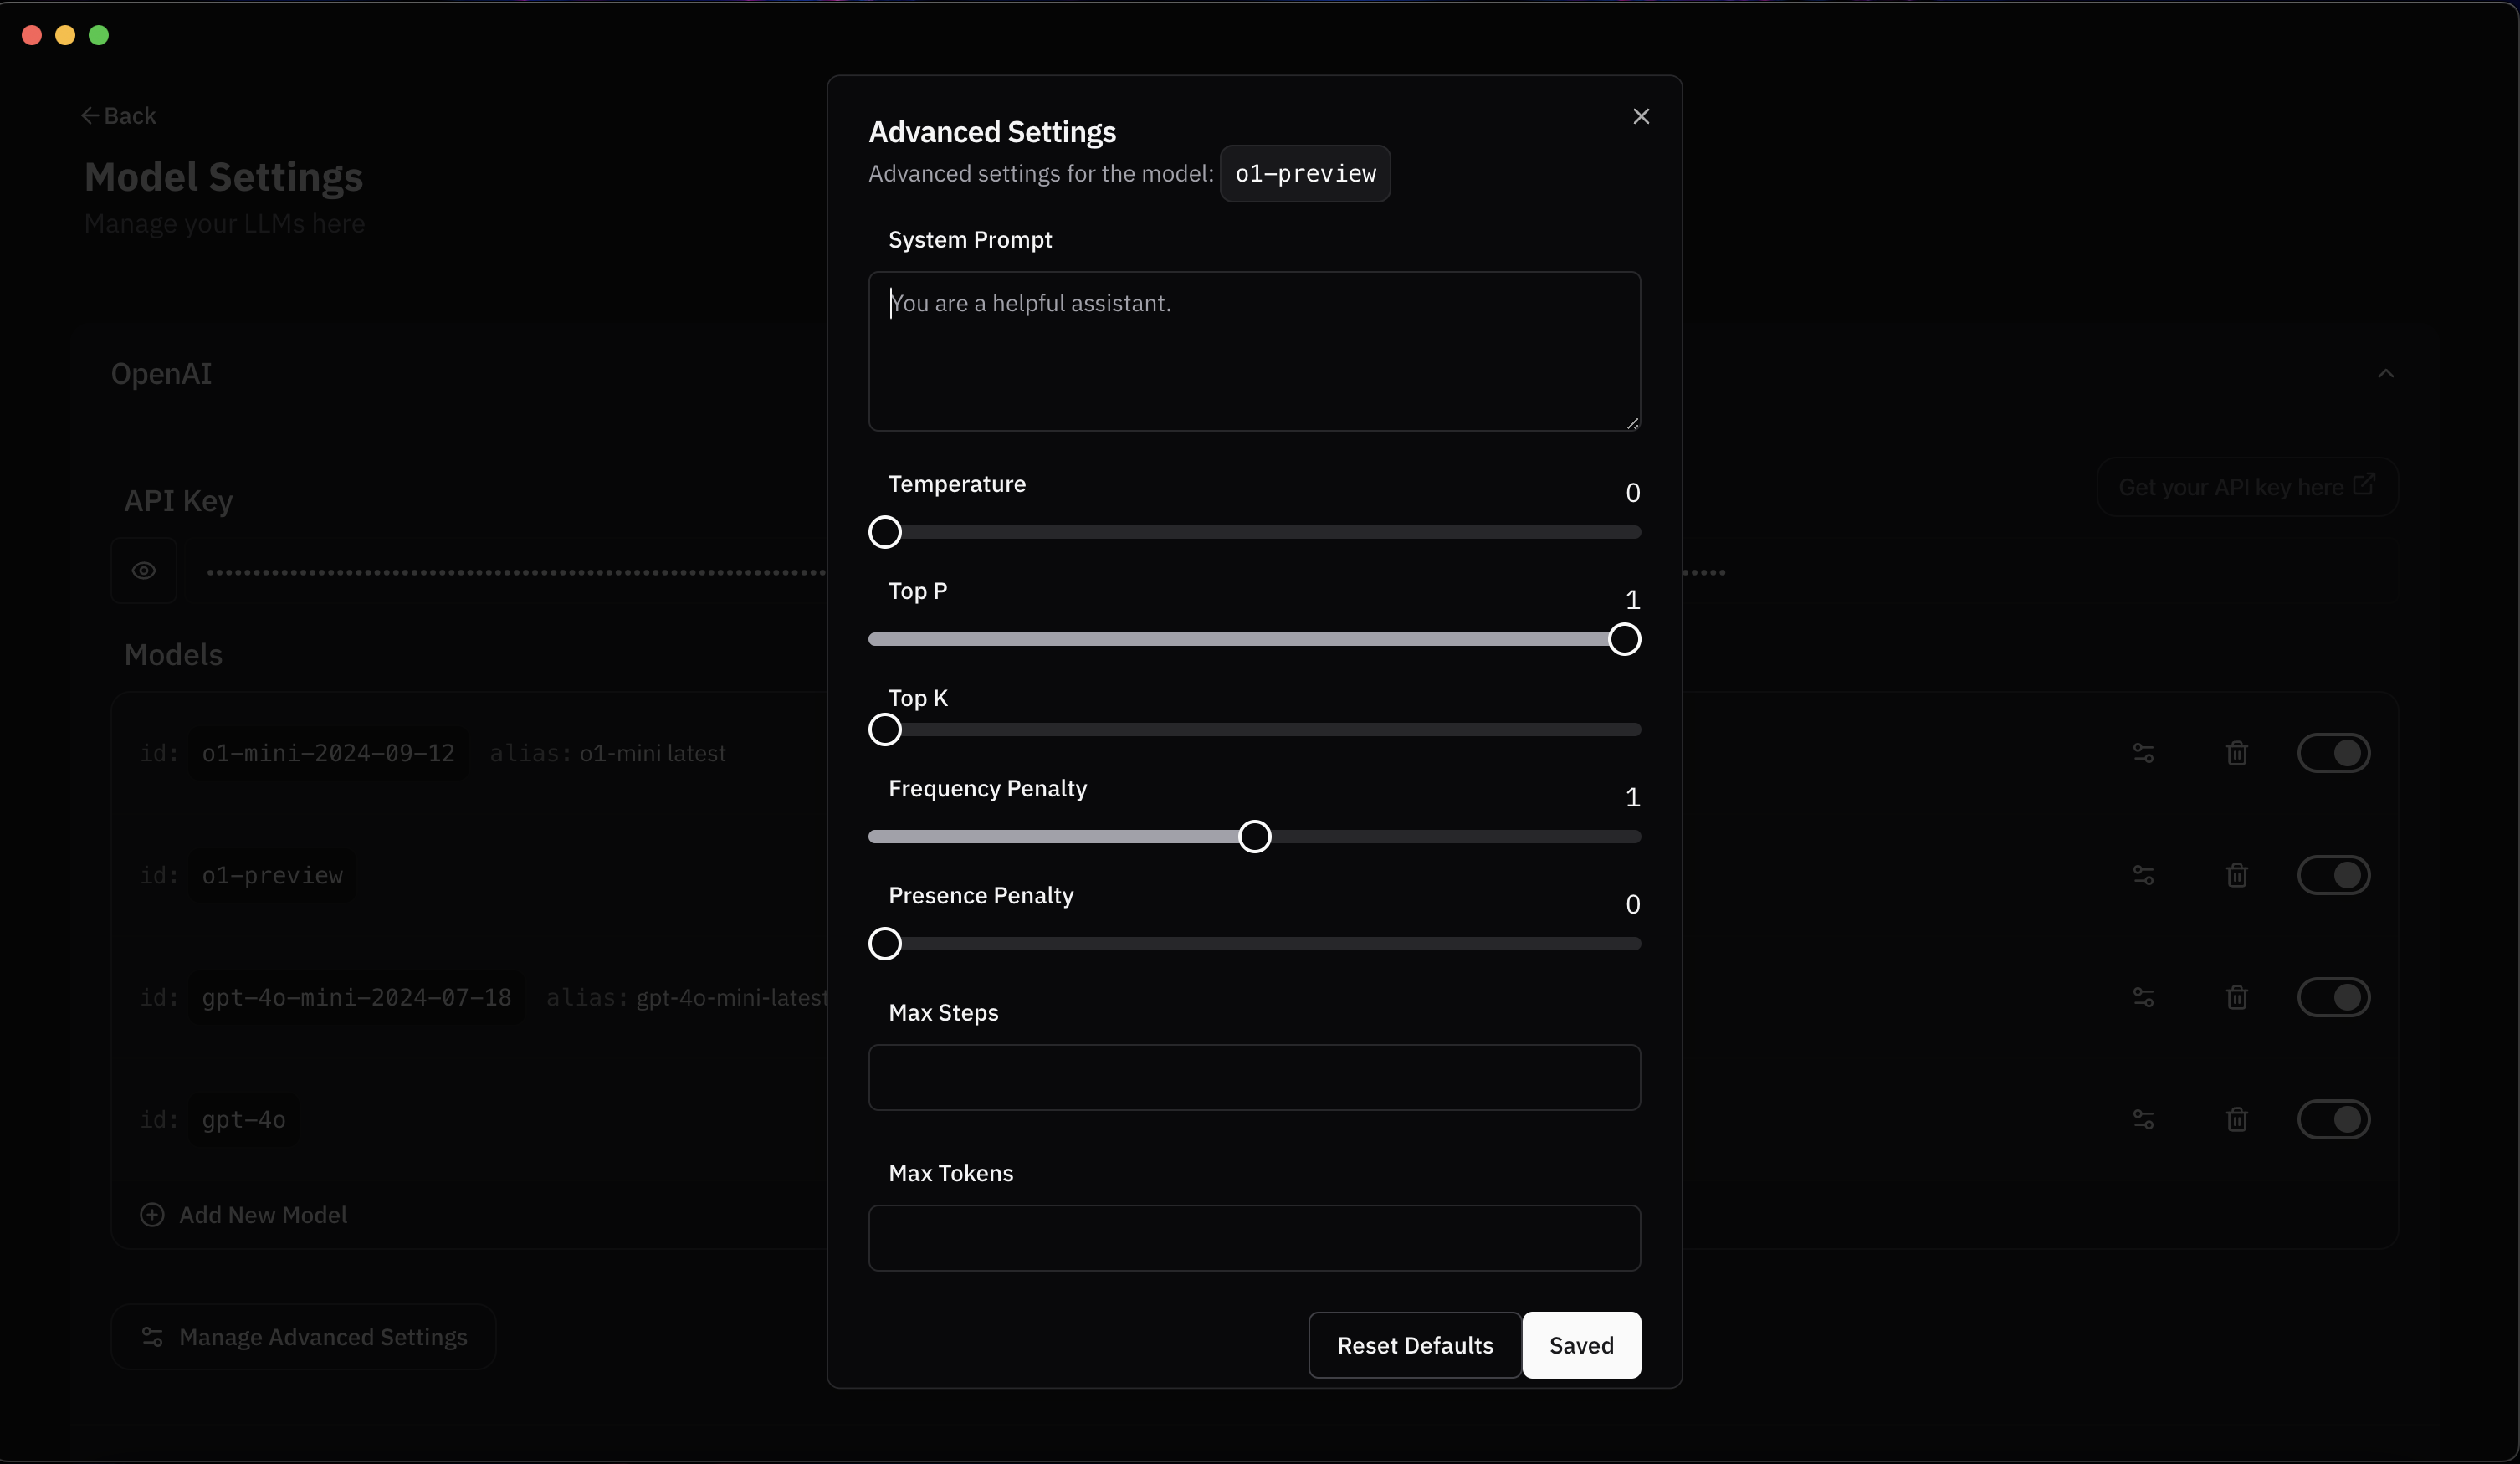 ← Back
Model Settings
Manage your LLMs here
OpenAI
API Key
Get your API key here
••••••••••••••••••••••••••••••••••••••••••••••••••••••••••••••••••••••••
•••••
Models
id: o1-mini-2024-09-12 alias: o1-mini latest
id: o1-preview
id: gpt-4o-mini-2024-07-18 alias: gpt-4o-mini-latest
id: gpt-4o
Add New Model
Manage Advanced Settings
Advanced Settings
Advanced settings for the model: o1-preview
System Prompt
You are a helpful assistant.
Temperature
0
Top P
1
Top K
Frequency Penalty
1
Presence Penalty
0
Max Steps
Max Tokens
Reset Defaults
Saved